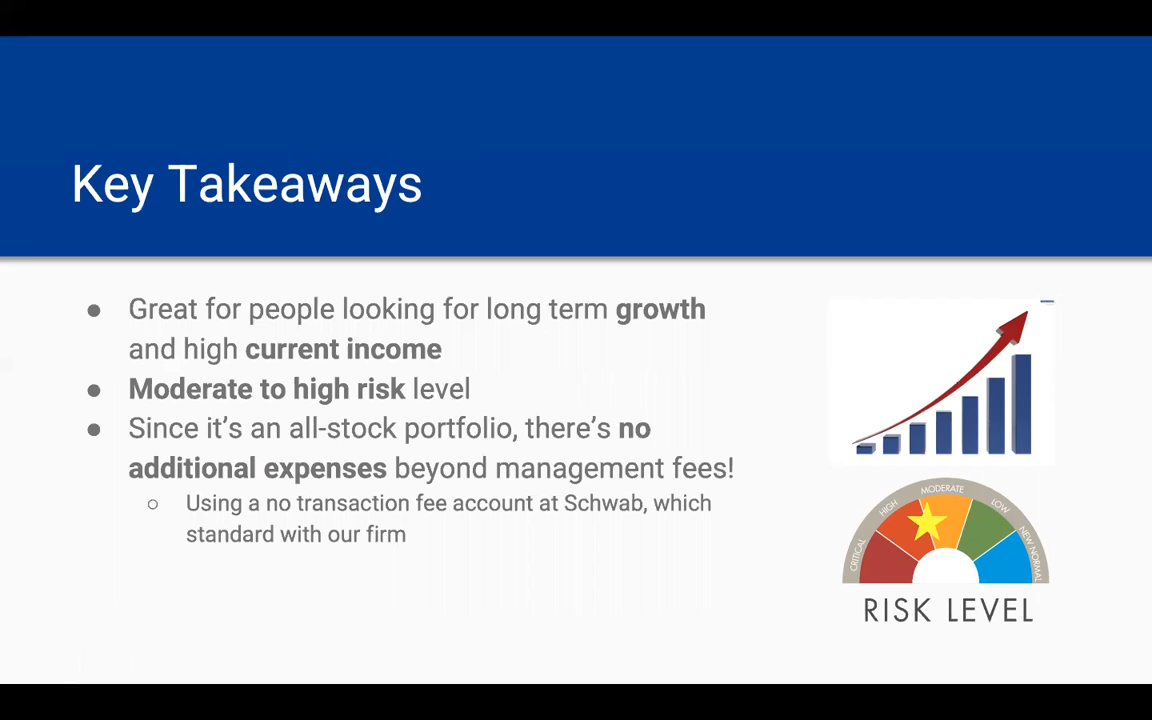 Key Takeaways
● Great for people looking for long term growth
and high current income
● Moderate to high risk level
● Since it's an all-stock portfolio, there's no
additional expenses beyond management fees!
○ Using a no transaction fee account at Schwab, which
standard with our firm
CRITICAL
HIGH
MODERATE
LOW
NEW NORMAL
RISK LEVEL